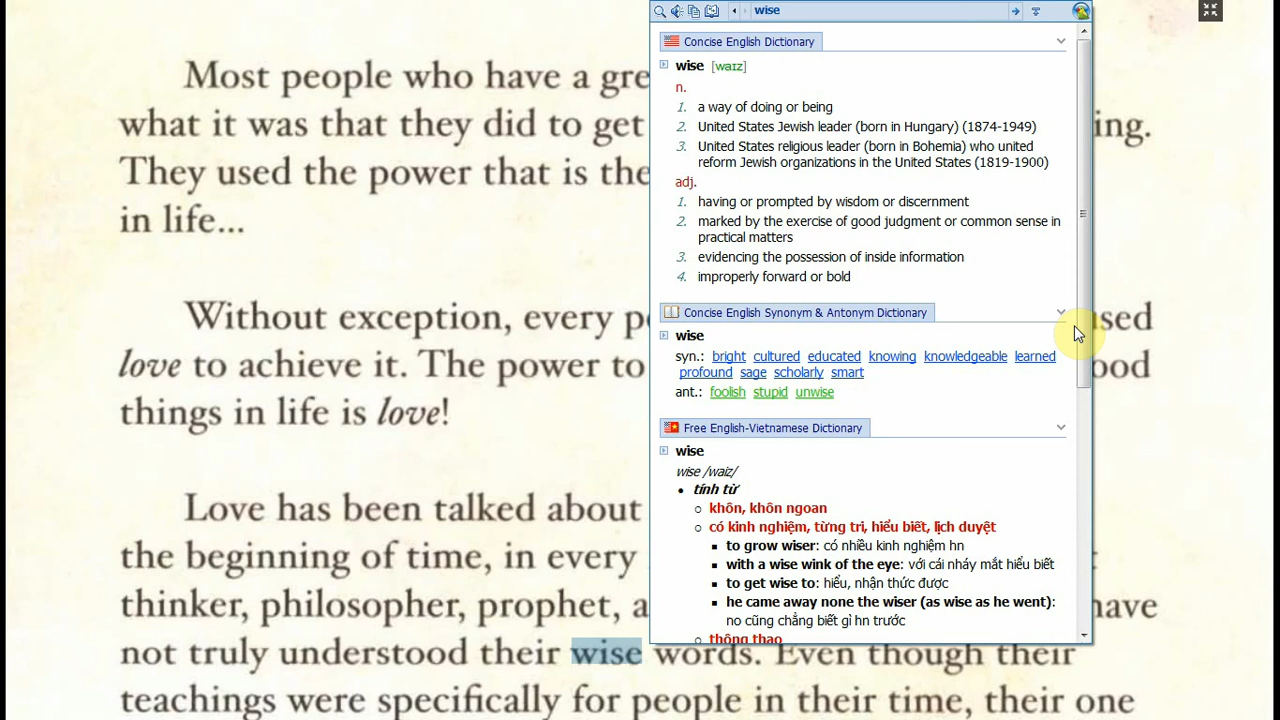 wise
Most people who have a gre
what it was that they did to get
ing.
They used the power that is the
in life...
Without exception, every p
used
love to achieve it. The power to
ood
things in life is love!
Love has been talked about
the beginning of time, in every
thinker, philosopher, prophet, a
have
not truly understood their wise words. Even though their
teachings were specifically for people in their time, their one
Concise English Dictionary
wise [waɪz]
n.
1. a way of doing or being
2. United States Jewish leader (born in Hungary) (1874-1949)
3. United States religious leader (born in Bohemia) who united
reform Jewish organizations in the United States (1819-1900)
adj.
1. having or prompted by wisdom or discernment
2. marked by the exercise of good judgment or common sense in
practical matters
3. evidencing the possession of inside information
4. improperly forward or bold
Concise English Synonym & Antonym Dictionary
wise
syn.: bright cultured educated knowing knowledgeable learned
profound sage scholarly smart
ant.: foolish stupid unwise
Free English-Vietnamese Dictionary
wise
wise /waiz/
• tính từ
khôn, khôn ngoan
có kinh nghiệm, từng tri, hiểu biết, lịch duyệt
to grow wiser: có nhiều kinh nghiệm hn
with a wise wink of the eye: với cái nháy mắt hiểu biết
to get wise to: hiểu, nhận thức được
he came away none the wiser (as wise as he went):
no cũng chẳng biết gì hn trước
thông thạo